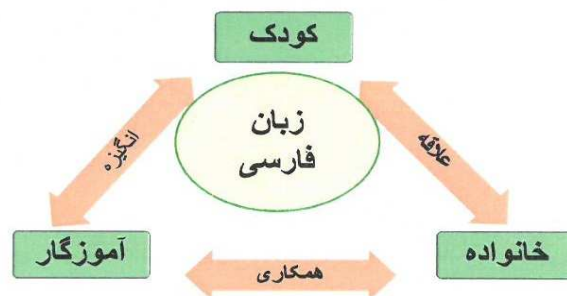 کودک
زبان
فارسی
علاقه
انگیزه
خانواده
آموزگار
همکاری